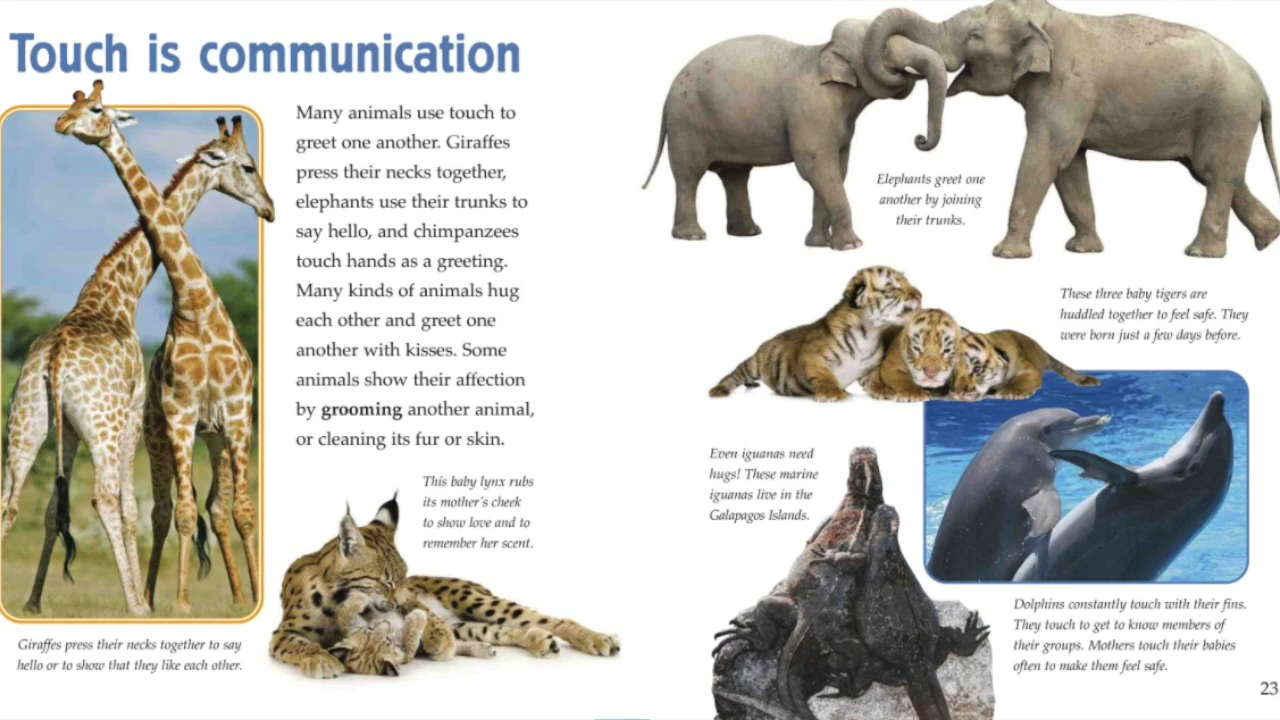 Touch is communication
Many animals use touch to
greet one another. Giraffes
press their necks together,
elephants use their trunks to
say hello, and chimpanzees
touch hands as a greeting.
Many kinds of animals hug
each other and greet one
another with kisses. Some
animals show their affection
by grooming another animal,
or cleaning its fur or skin.
This baby lynx rubs
its mother's cheek
to show love and to
remember her scent.
Giraffes press their necks together to say
hello or to show that they like each other.
Elephants greet one
another by joining
their trunks.
These three baby tigers are
huddled together to feel safe. They
were born just a few days before.
Even iguanas need
hugs! These marine
iguanas live in the
Galapagos Islands.
Dolphins constantly touch with their fins.
They touch to get to know members of
their groups. Mothers touch their babies
often to make them feel safe.
23